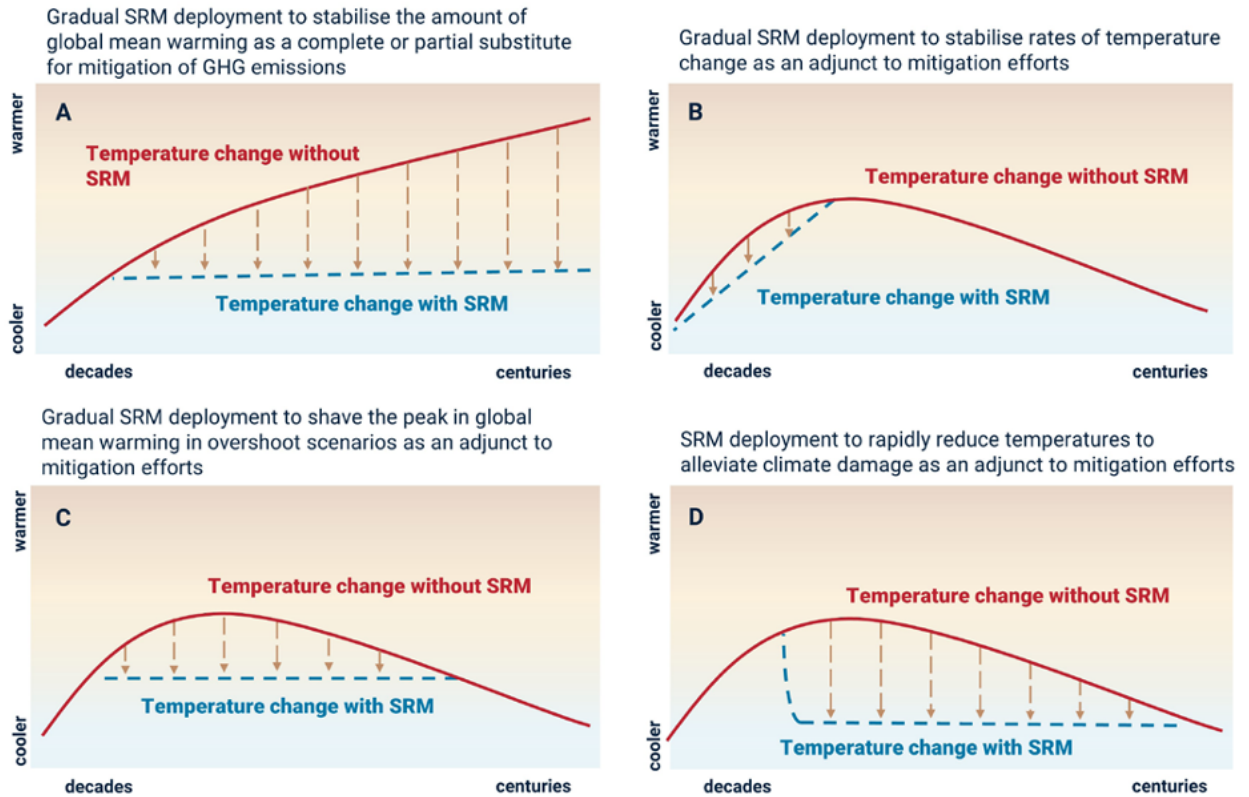 Gradual SRM deployment to stabilise the amount of
global mean warming as a complete or partial substitute
for mitigation of GHG emissions
warmer
A
Temperature change without
SRM
Temperature change with SRM
cooler
decades
centuries
Gradual SRM deployment to stabilise rates of temperature
change as an adjunct to mitigation efforts
warmer
B
Temperature change without SRM
Temperature change with SRM
cooler
decades
centuries
Gradual SRM deployment to shave the peak in global
mean warming in overshoot scenarios as an adjunct to
mitigation efforts
warmer
C
Temperature change without SRM
Temperature change with SRM
cooler
decades
centuries
SRM deployment to rapidly reduce temperatures to
alleviate climate damage as an adjunct to mitigation efforts
warmer
D
Temperature change without SRM
Temperature change with SRM
cooler
decades
centuries